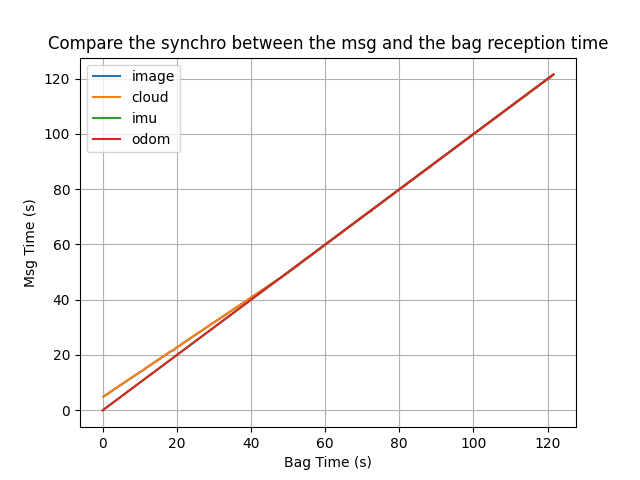 Compare the synchro between the msg and the bag reception time
image
cloud
imu
odom
120
100
80
60
40
20
0
Msg Time (s)
0 20 40 60 80 100 120
Bag Time (s)